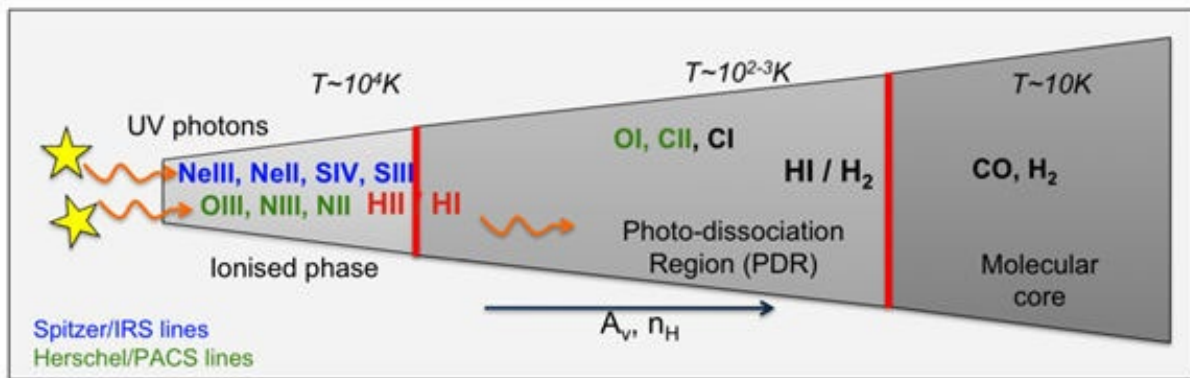 T~10⁴K
T~10²⁻³K
T~10K
UV photons
NeIII, NeII, SIV, SIII
OI, CII, CI
HI / H₂
CO, H₂
OIII, NIII, NII
HII / HI
Ionised phase
Photo-dissociation
Region (PDR)
Molecular
core
Aᵥ, n_H
Spitzer/IRS lines
Herschel/PACS lines